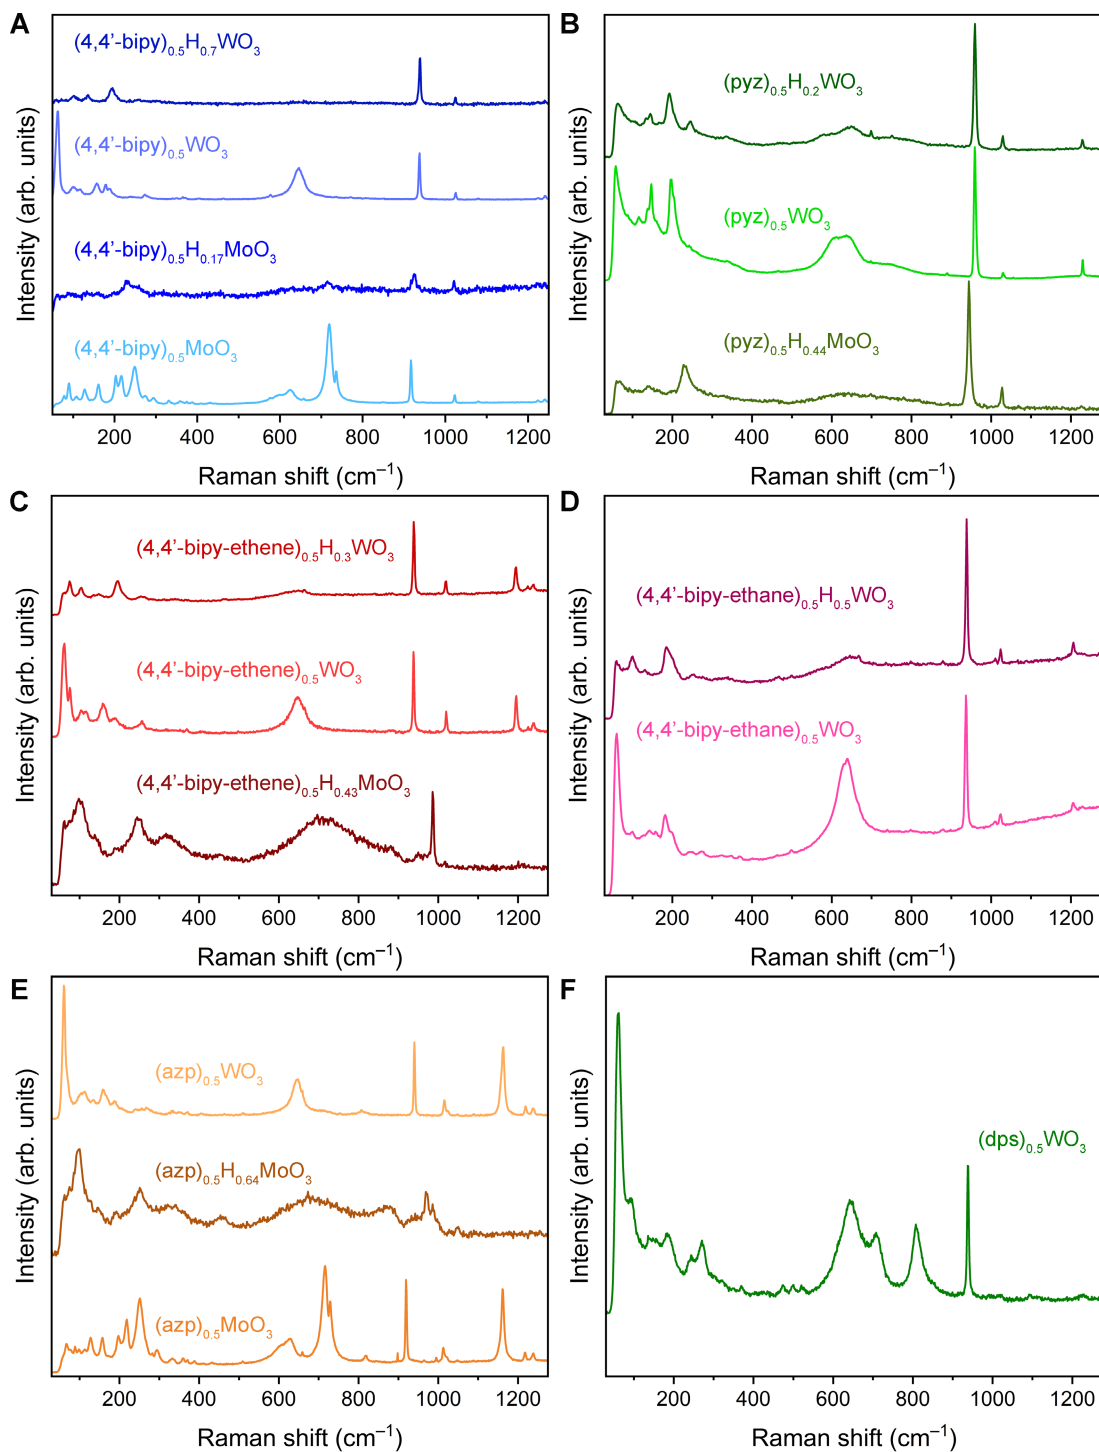 A
(4,4'-bipy)0.5H0.7WO3
(4,4'-bipy)0.5WO3
(4,4'-bipy)0.5H0.17MoO3
(4,4'-bipy)0.5MoO3
Intensity (arb. units)
200 400 600 800 1000 1200
Raman shift (cm–1)
B
(pyz)0.5H0.2WO3
(pyz)0.5WO3
(pyz)0.5H0.44MoO3
Intensity (arb. units)
200 400 600 800 1000 1200
Raman shift (cm–1)
C
(4,4'-bipy-ethene)0.5H0.3WO3
(4,4'-bipy-ethene)0.5WO3
(4,4'-bipy-ethene)0.5H0.43MoO3
Intensity (arb. units)
200 400 600 800 1000 1200
Raman shift (cm–1)
D
(4,4'-bipy-ethane)0.5H0.5WO3
(4,4'-bipy-ethane)0.5WO3
Intensity (arb. units)
200 400 600 800 1000 1200
Raman shift (cm–1)
E
(azp)0.5WO3
(azp)0.5H0.64MoO3
(azp)0.5MoO3
Intensity (arb. units)
200 400 600 800 1000 1200
Raman shift (cm–1)
F
(dps)0.5WO3
Intensity (arb. units)
200 400 600 800 1000 1200
Raman shift (cm–1)